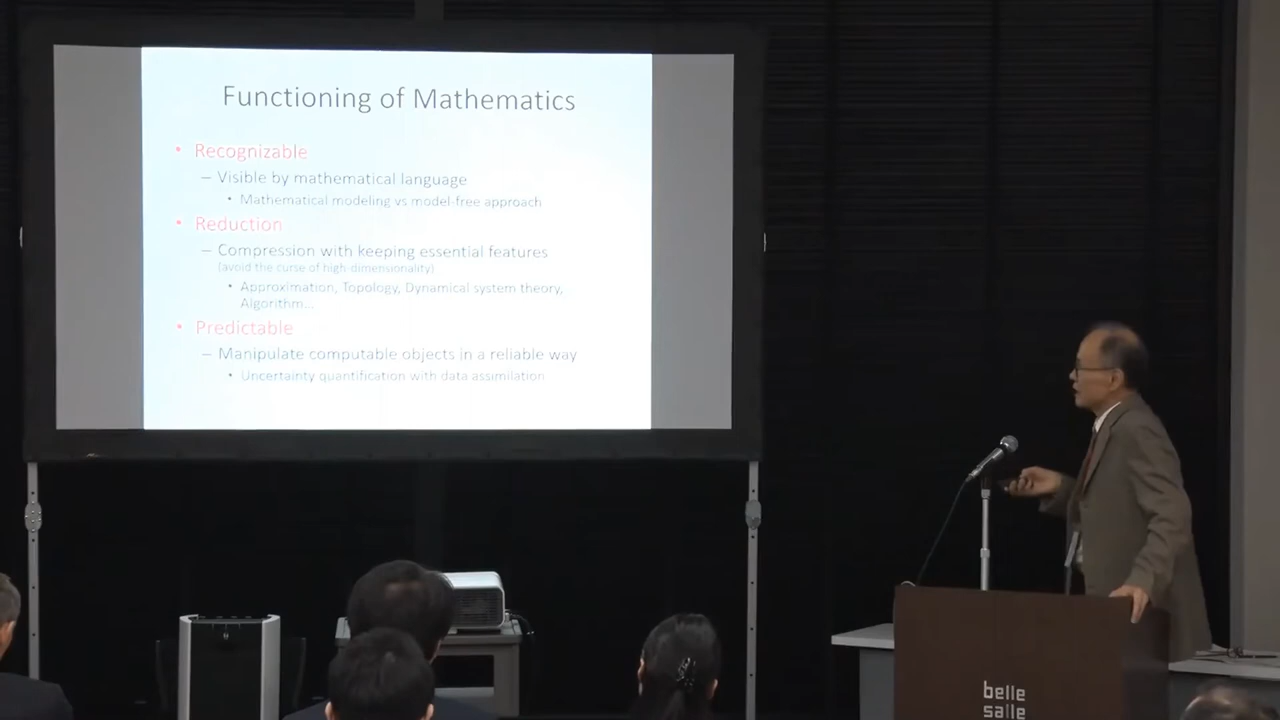 Functioning of Mathematics
• Recognizable
– Visible by mathematical language
• Mathematical modeling vs model-free approach
• Reduction
– Compression with keeping essential features
(avoid the curse of high dimensionality)
• Approximation, Topology, Dynamical system theory,
Algorithm...
• Predictable
– Manipulate computable objects in a reliable way
• Uncertainty quantification with data assimilation
belle
salle